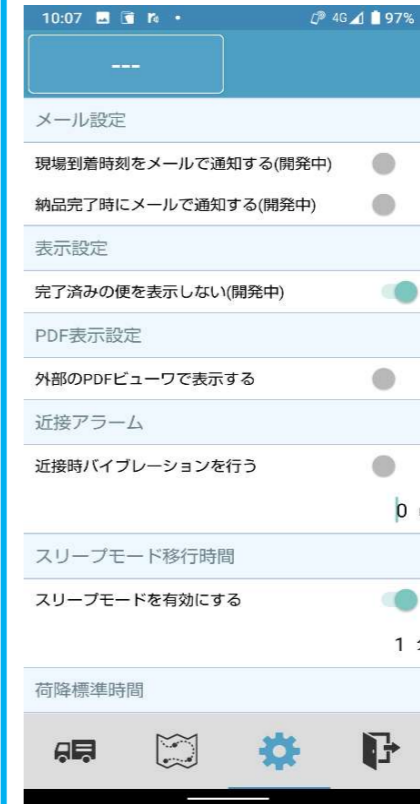 10:07 4G 97%
---
メール設定
現場到着時刻をメールで通知する(開発中)
納品完了時にメールで通知する(開発中)
表示設定
完了済みの便を表示しない(開発中)
PDF表示設定
外部のPDFビューワで表示する
近接アラーム
近接時バイブレーションを行う
0
スリープモード移行時間
スリープモードを有効にする
1
荷降標準時間